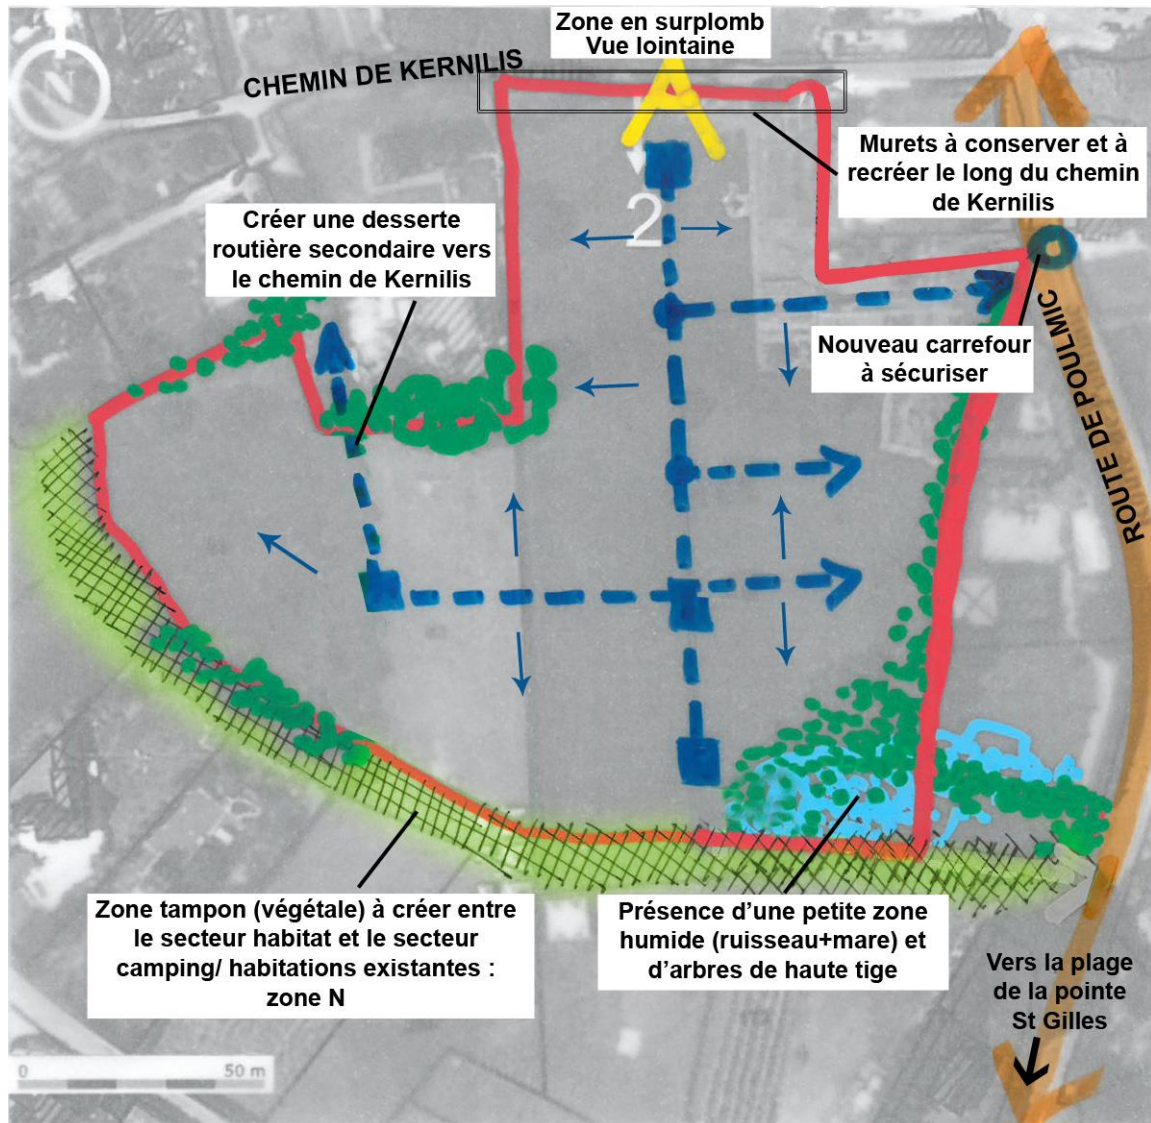 Zone en surplomb
Vue lointaine
N
CHEMIN DE KERNILIS
Murets à conserver et à
recréer le long du chemin
de Kernilis
Créer une desserte
routière secondaire vers
le chemin de Kernilis
2
Nouveau carrefour
à sécuriser
ROUTE DE POULMIC
Zone tampon (végétale) à créer entre
le secteur habitat et le secteur
camping/ habitations existantes :
zone N
Présence d’une petite zone
humide (ruisseau+mare) et
d’arbres de haute tige
Vers la plage
de la pointe
St Gilles
0 50 m